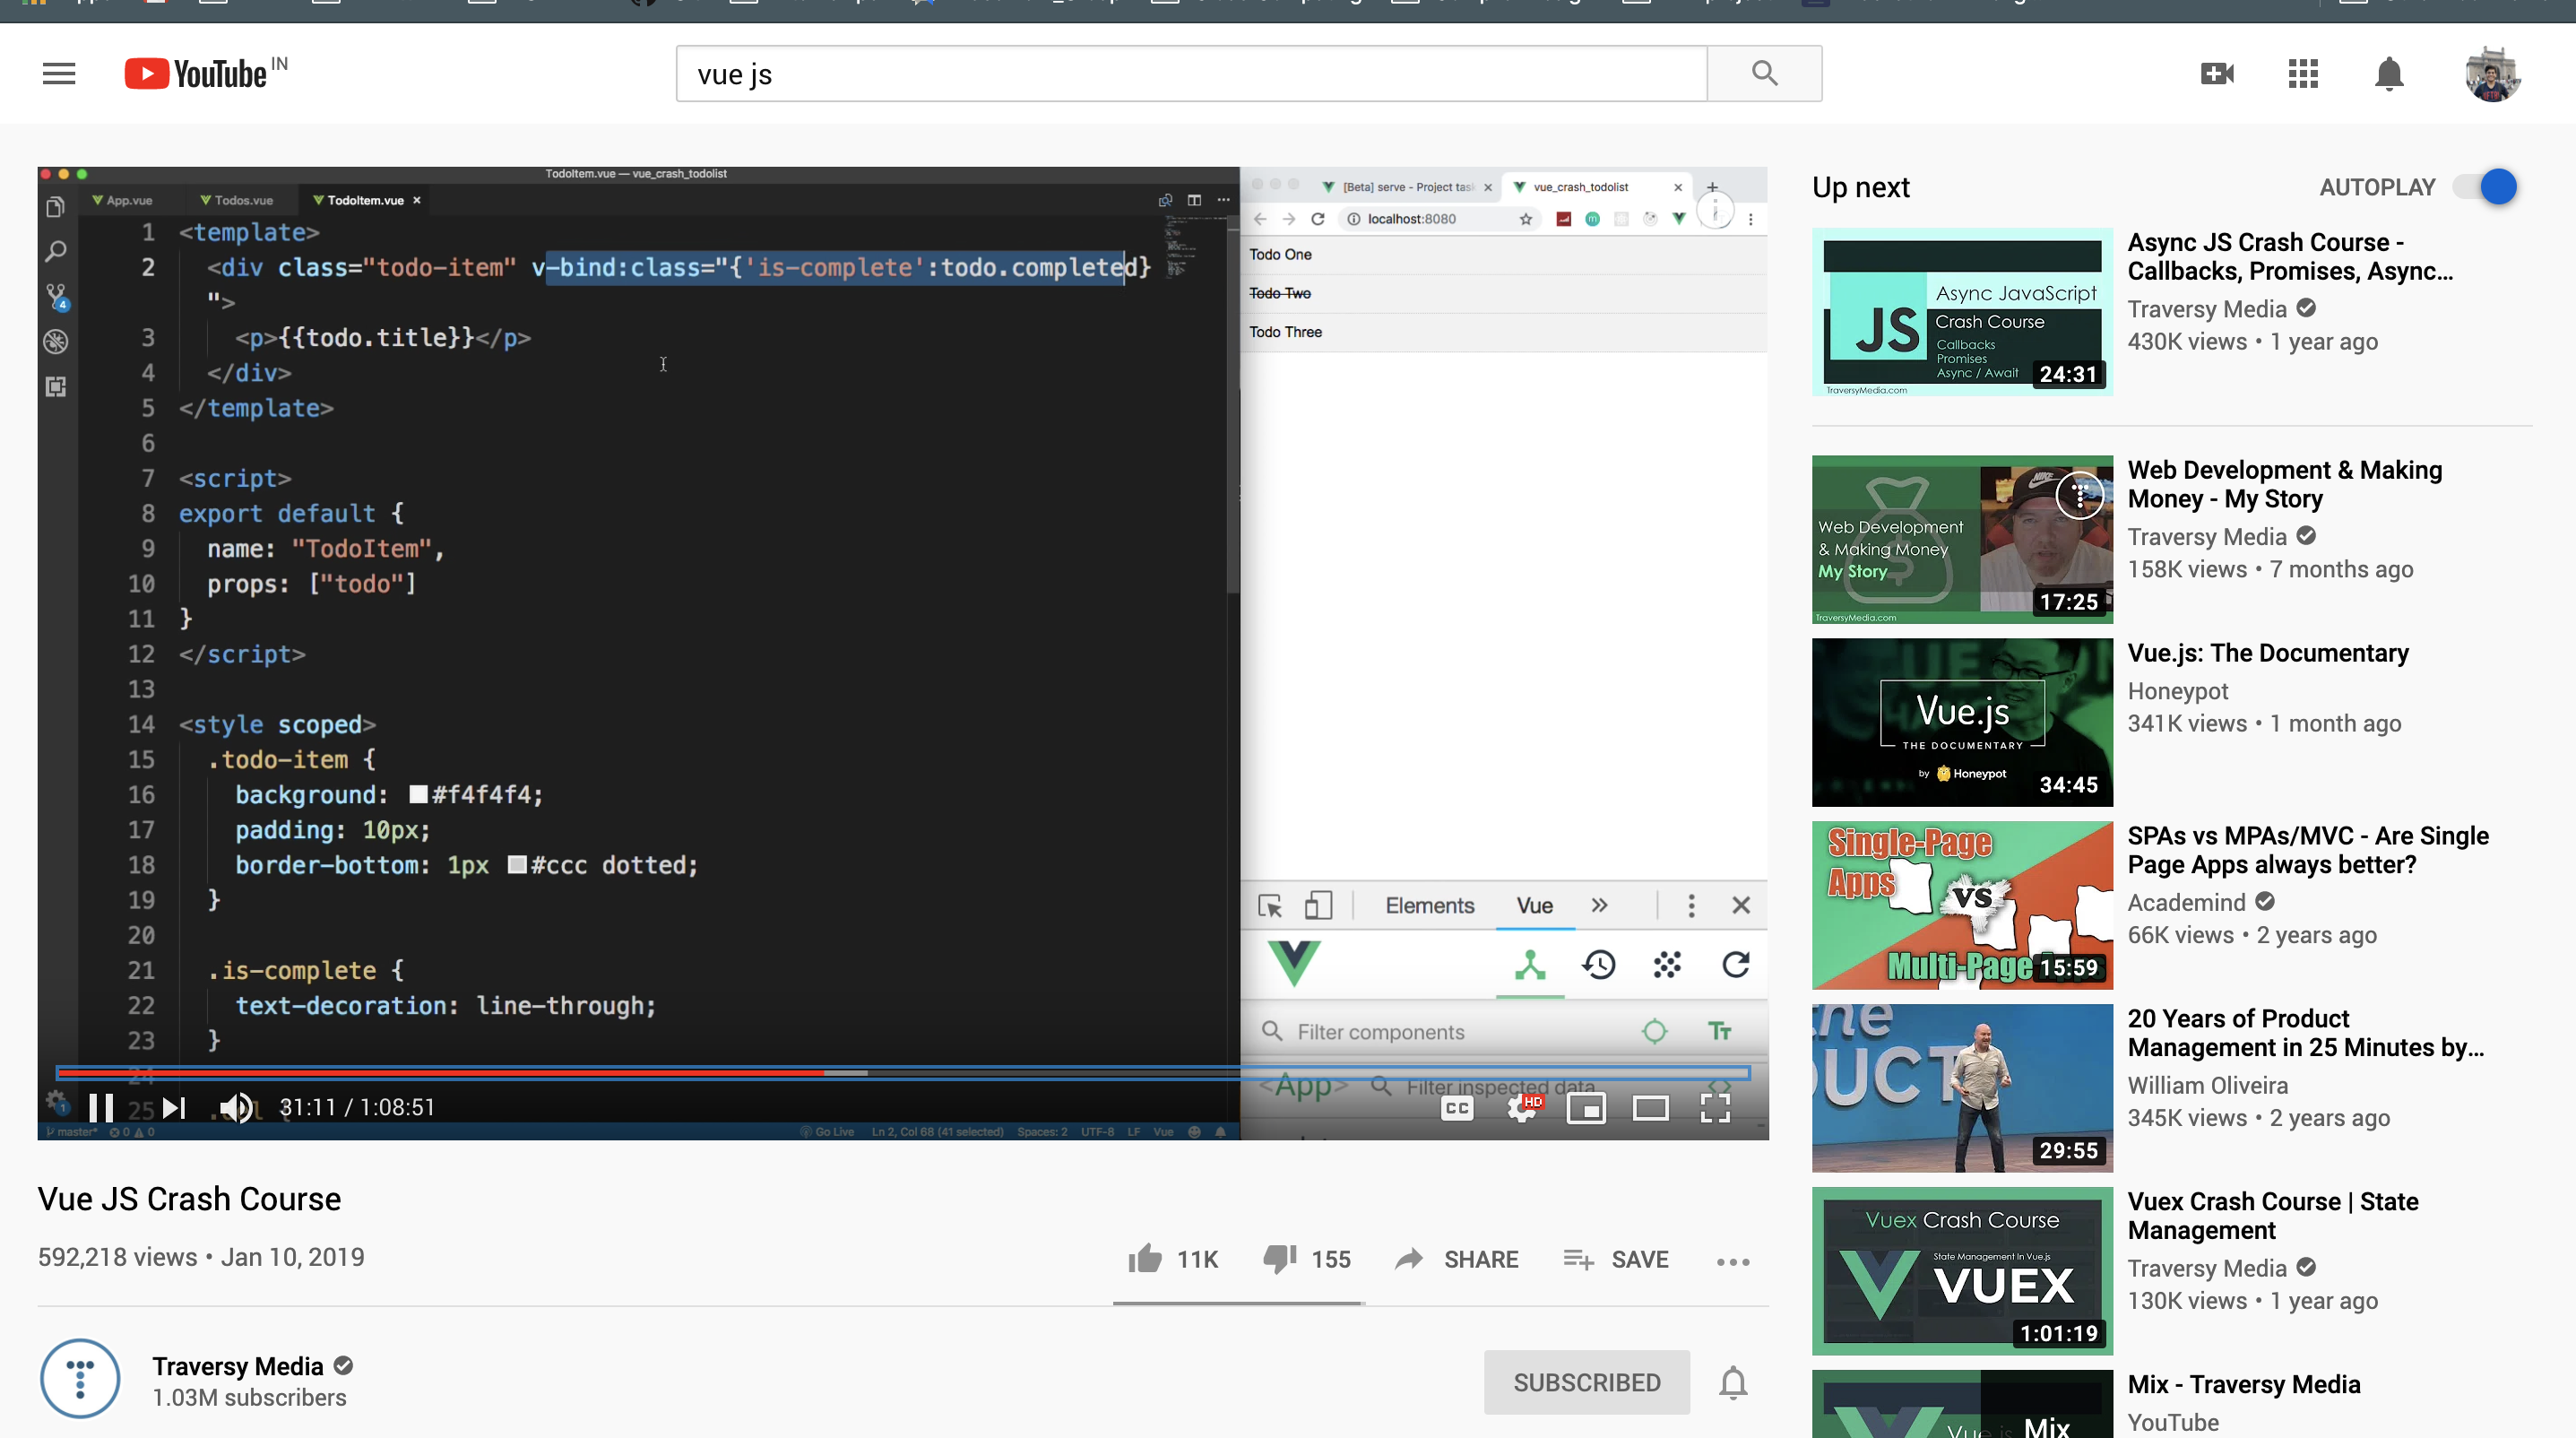 YouTube IN
vue js
TodoItem.vue — vue_crash_todolist
App.vue
Todos.vue
TodoItem.vue
1 <template>
2 <div class="todo-item" v-bind:class="{'is-complete':todo.completed}
">
3 <p>{{todo.title}}</p>
4 </div>
5 </template>
6
7 <script>
8 export default {
9 name: "TodoItem",
10 props: ["todo"]
11 }
12 </script>
13
14 <style scoped>
15 .todo-item {
16 background: #f4f4f4;
17 padding: 10px;
18 border-bottom: 1px #ccc dotted;
19 }
20
21 .is-complete {
22 text-decoration: line-through;
23 }
24
25
4
1
31:11 / 1:08:51
master* 0 0
Go Live Ln 2, Col 68 (41 selected) Spaces: 2 UTF-8 LF Vue
[Beta] serve - Project tas
vue_crash_todolist
localhost:8080
Todo One
Todo Two
Todo Three
Elements Vue
Filter components
Tт
<App> Filter inspected data
CC
HD
Vue JS Crash Course
592,218 views • Jan 10, 2019
11K 155 SHARE SAVE
Traversy Media
1.03M subscribers
SUBSCRIBED
Up next AUTOPLAY
JS
Async JavaScript
Crash Course
Callbacks
Promises
Async / Await
TraversyMedia.com
24:31
Async JS Crash Course -
Callbacks, Promises, Async...
Traversy Media
430K views • 1 year ago
Web Development
& Making Money
My Story
TraversyMedia.com
17:25
Web Development & Making
Money - My Story
Traversy Media
158K views • 7 months ago
Vue.js
THE DOCUMENTARY
by Honeypot
34:45
Vue.js: The Documentary
Honeypot
341K views • 1 month ago
Single-Page
Apps
VS
Multi-Page
15:59
SPAs vs MPAs/MVC - Are Single
Page Apps always better?
Academind
66K views • 2 years ago
29:55
20 Years of Product
Management in 25 Minutes by...
William Oliveira
345K views • 2 years ago
Vuex Crash Course
State Management In Vue.js
VUEX
1:01:19
Vuex Crash Course | State
Management
Traversy Media
130K views • 1 year ago
Mix
Mix - Traversy Media
YouTube